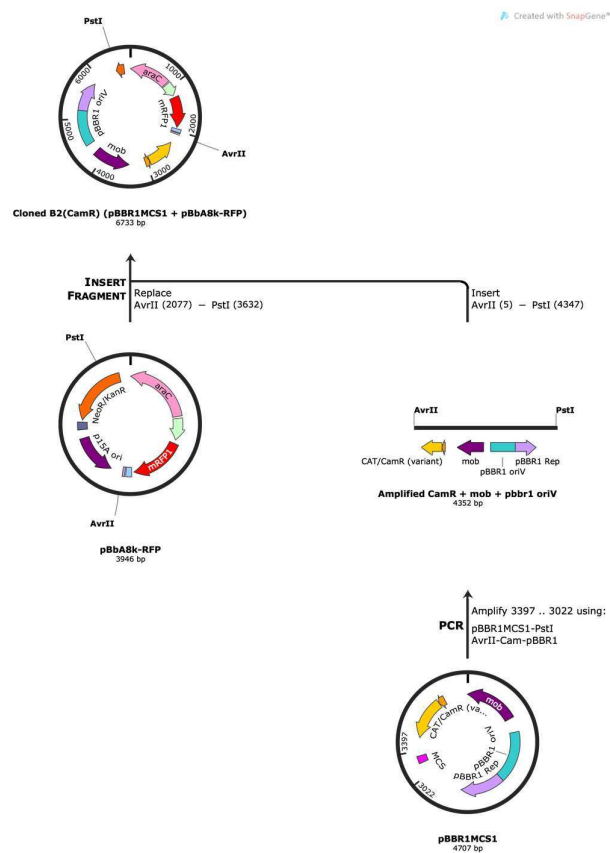 Created with SnapGene®
PstI
6000
1000
araC
pBBR1 oriV
mRFP1
5000
2000
mob
AvrII
4000
3000
Cloned B2(CamR) (pBBR1MCS1 + pBbA8k-RFP)
6733 bp
INSERT
FRAGMENT
Replace
AvrII (2077) – PstI (3632)
Insert
AvrII (5) – PstI (4347)
PstI
araC
NeoR/KanR
p15A ori
mRFP1
AvrII
pBbA8k-RFP
3946 bp
AvrII
PstI
CAT/CamR (variant)
mob
pBBR1 Rep
pBBR1 oriV
Amplified CamR + mob + pbbr1 oriV
4352 bp
PCR
Amplify 3397 .. 3022 using:
pBBR1MCS1-PstI
AvrII-Cam-pBBR1
mob
CAT/CamR (va...
pBBR1 oriV
3397
MCS
pBBR1 Rep
3022
pBBR1MCS1
4707 bp